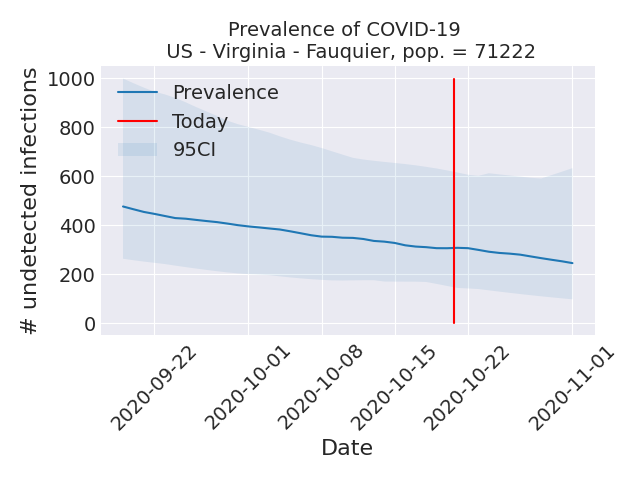 Prevalence of COVID-19
US - Virginia - Fauquier, pop. = 71222
# undetected infections
1000
800
600
400
200
0
Prevalence
Today
95CI
2020-09-22
2020-10-01
2020-10-08
2020-10-15
2020-10-22
2020-11-01
Date